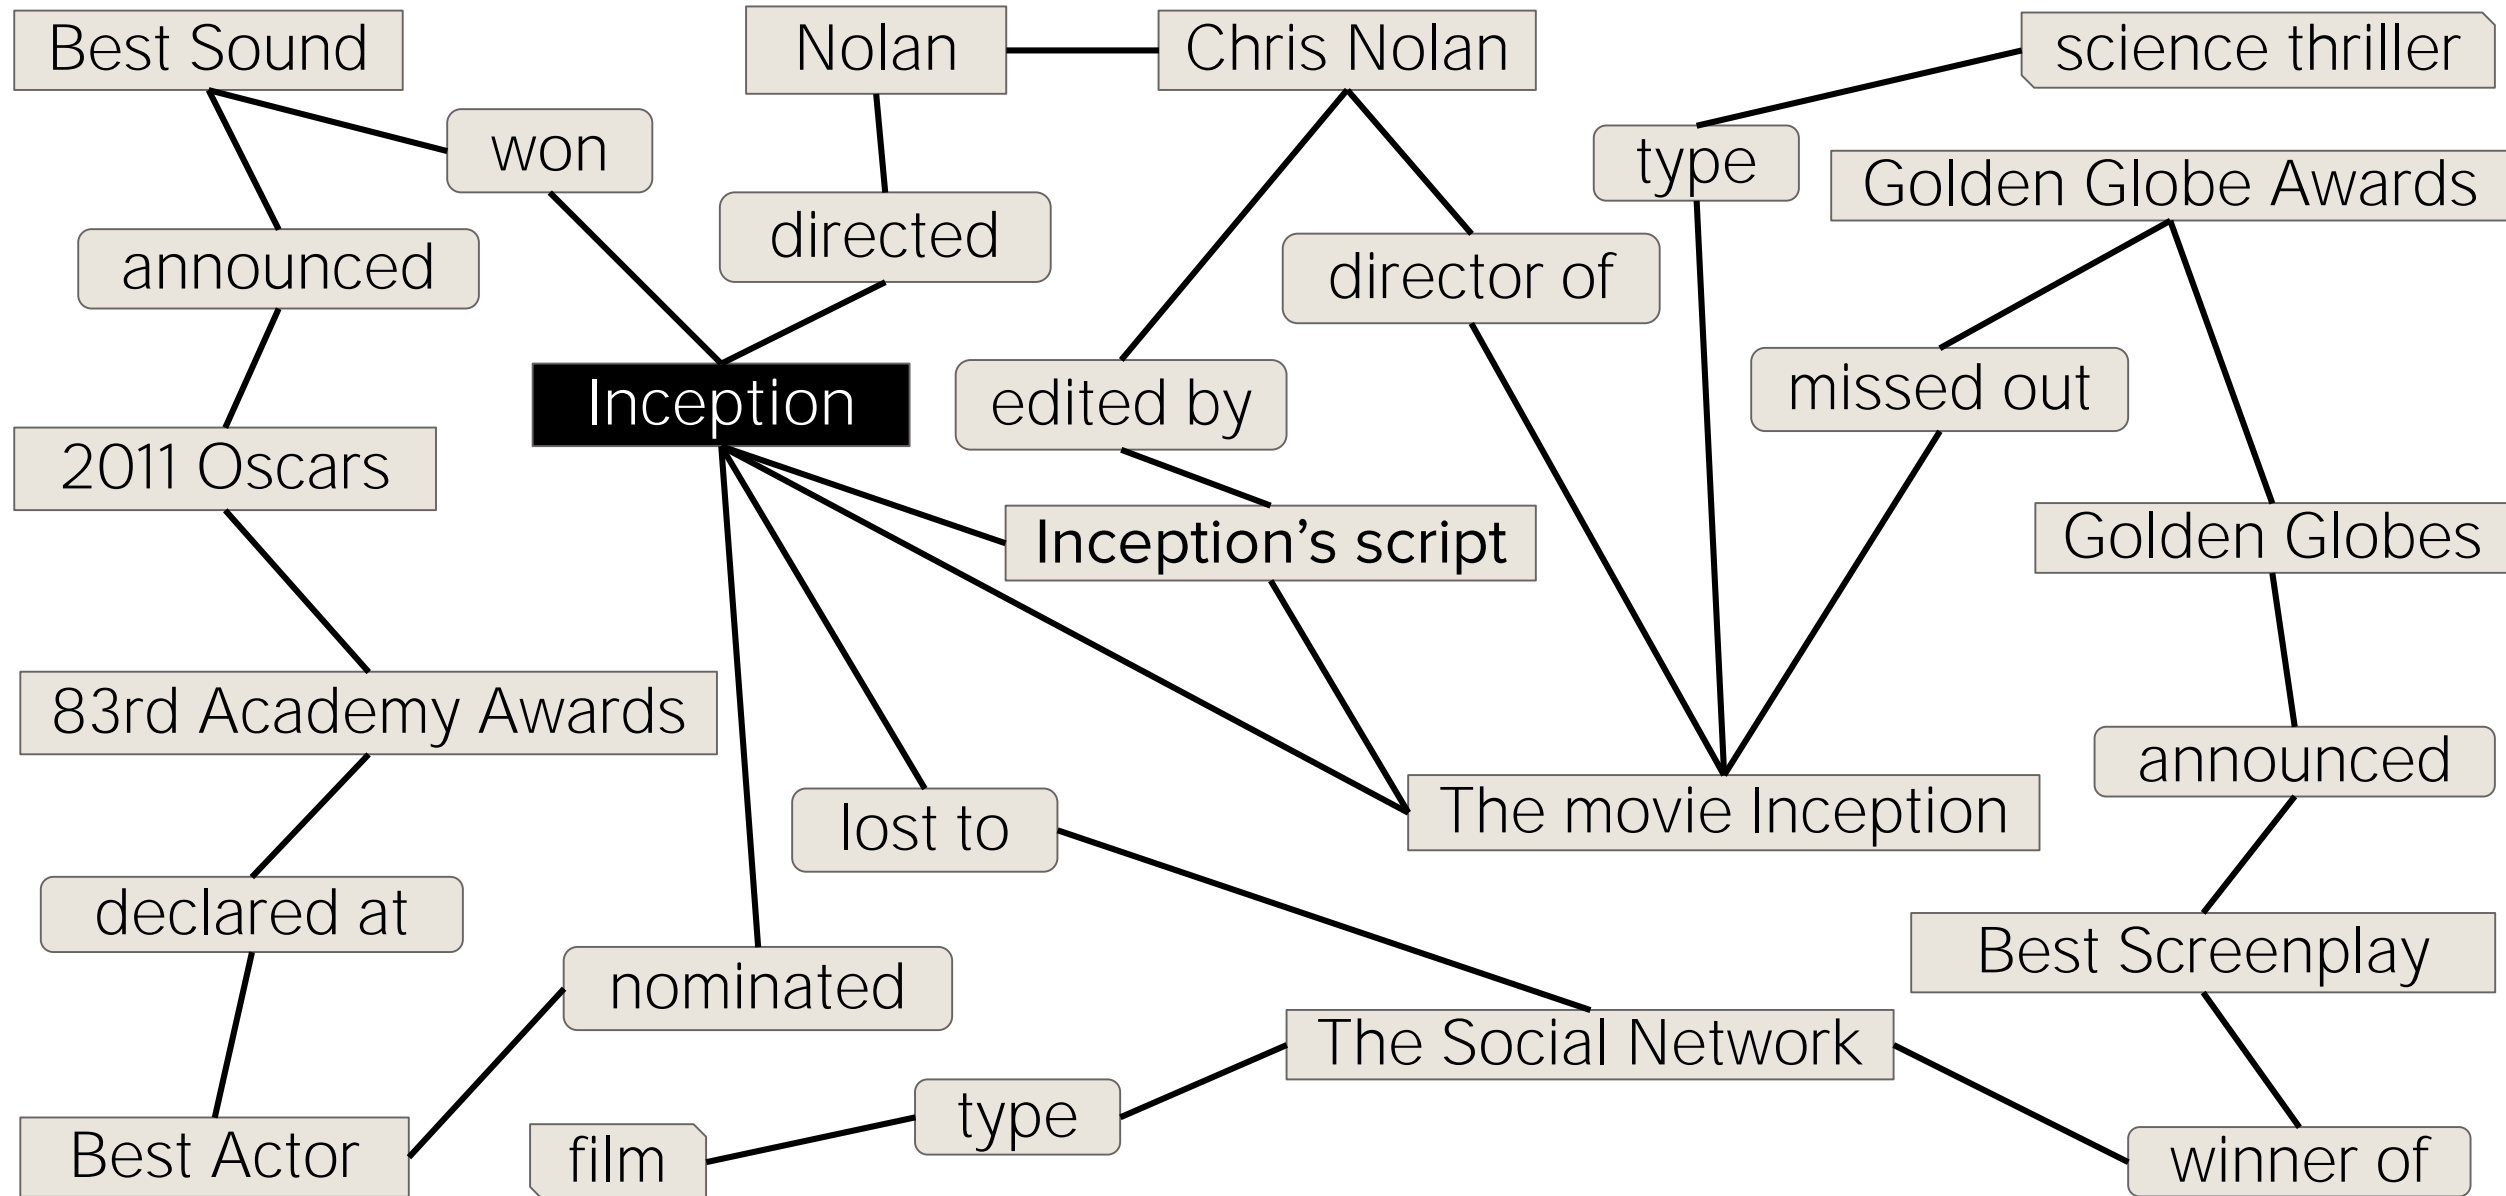 Best Sound
Nolan
Chris Nolan
science thriller
won
type
Golden Globe Awards
directed
announced
director of
missed out
Inception
edited by
2011 Oscars
Inception’s script
Golden Globes
83rd Academy Awards
announced
The movie Inception
lost to
declared at
Best Screenplay
nominated
The Social Network
type
Best Actor
film
winner of